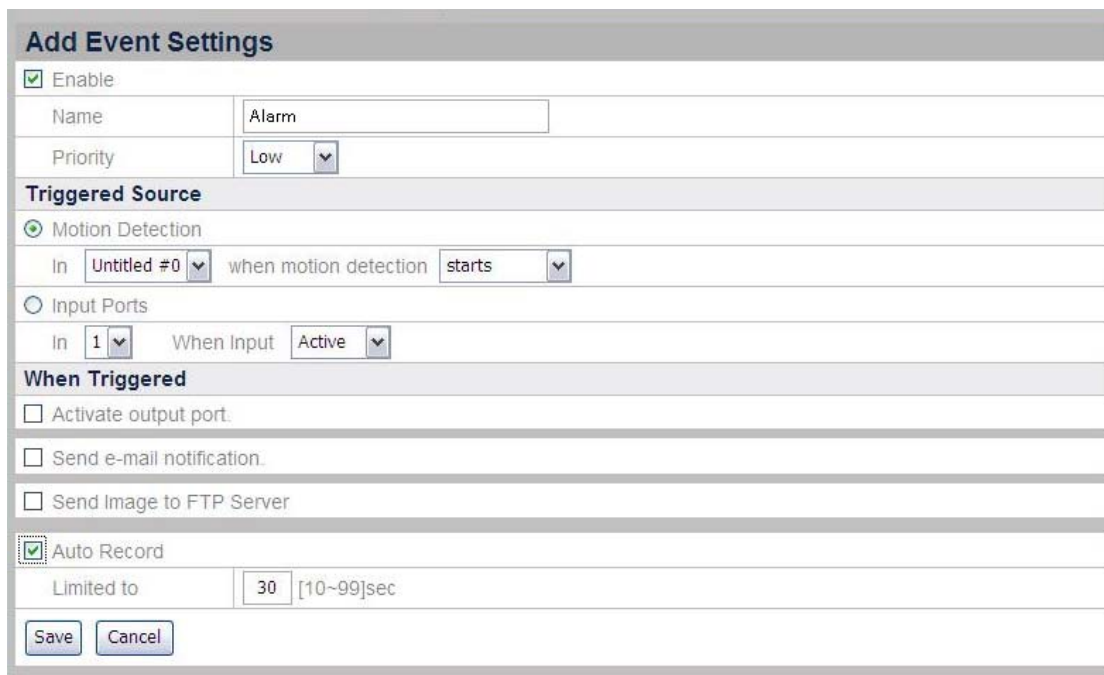 Add Event Settings
Enable
Name Alarm
Priority Low
Triggered Source
Motion Detection
In Untitled #0 when motion detection starts
Input Ports
In 1 When Input Active
When Triggered
Activate output port.
Send e-mail notification.
Send Image to FTP Server
Auto Record
Limited to 30 [10~99]sec
Save Cancel